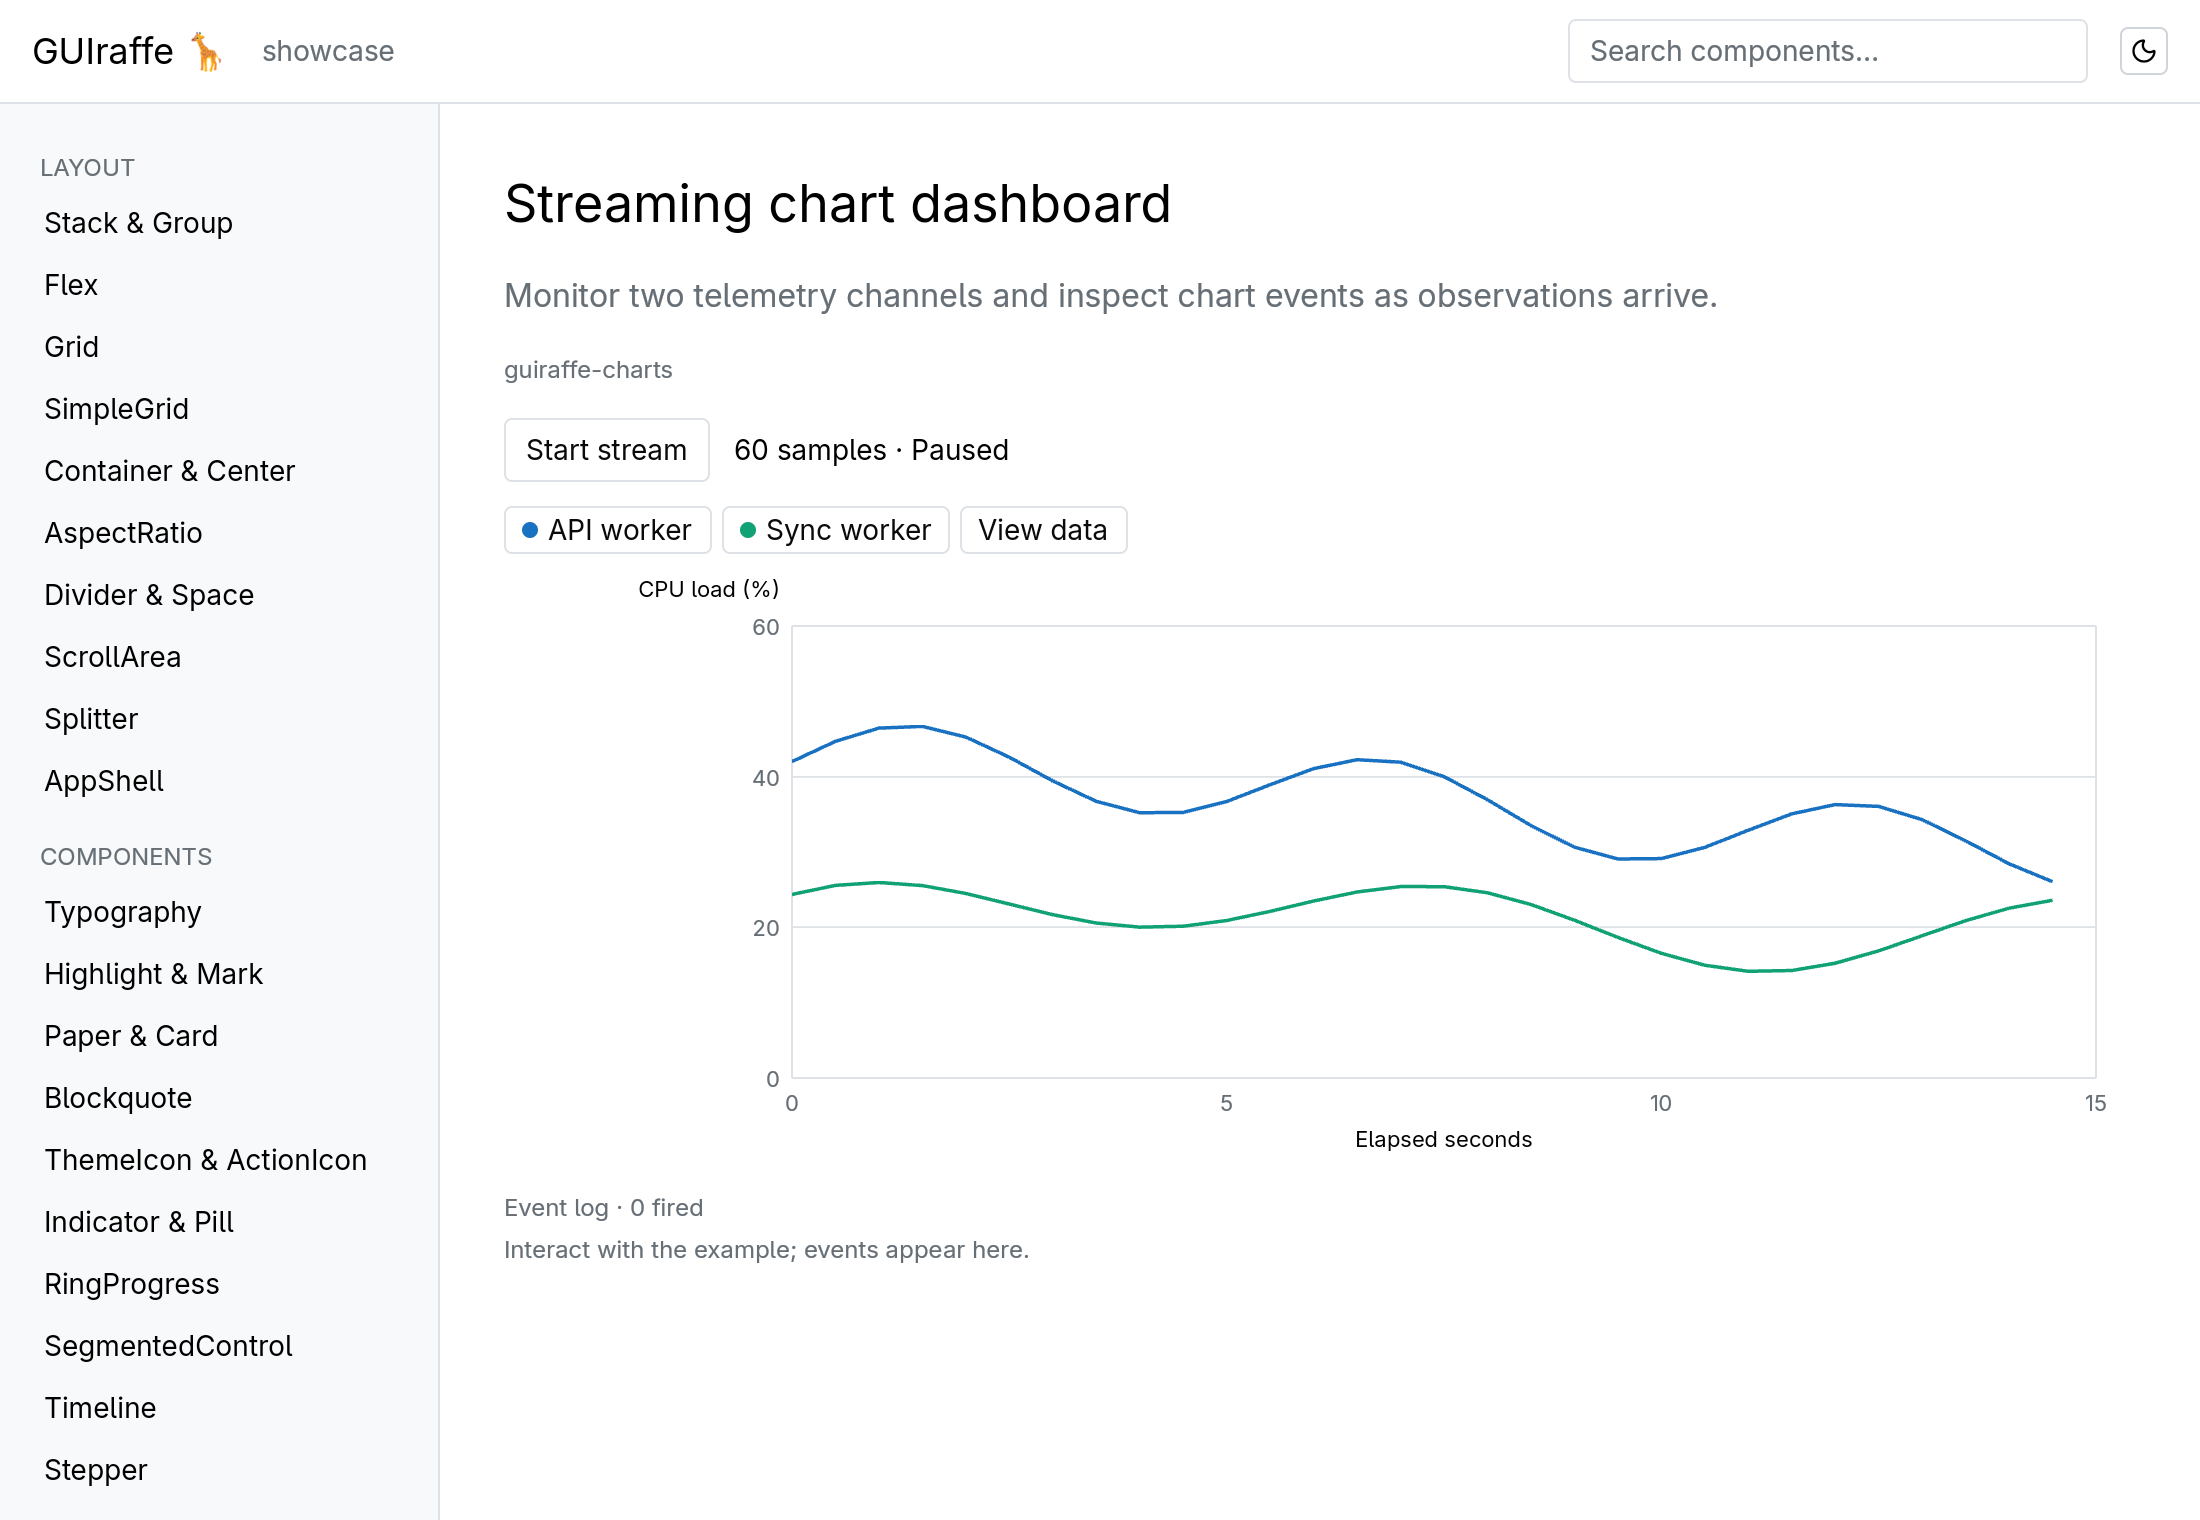 GUIraffe 🦒 showcase
Search components...
LAYOUT
Stack & Group
Flex
Grid
SimpleGrid
Container & Center
AspectRatio
Divider & Space
ScrollArea
Splitter
AppShell
COMPONENTS
Typography
Highlight & Mark
Paper & Card
Blockquote
ThemeIcon & ActionIcon
Indicator & Pill
RingProgress
SegmentedControl
Timeline
Stepper
Streaming chart dashboard
Monitor two telemetry channels and inspect chart events as observations arrive.
guiraffe-charts
Start stream 60 samples · Paused
API worker Sync worker View data
CPU load (%)
60
40
20
0
0 5 10 15
Elapsed seconds
Event log · 0 fired
Interact with the example; events appear here.